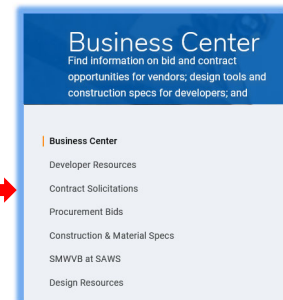 Business Center
Find information on bid and contract
opportunities for vendors; design tools and
construction specs for developers; and
Business Center
Developer Resources
Contract Solicitations
Procurement Bids
Construction & Material Specs
SMWVB at SAWS
Design Resources